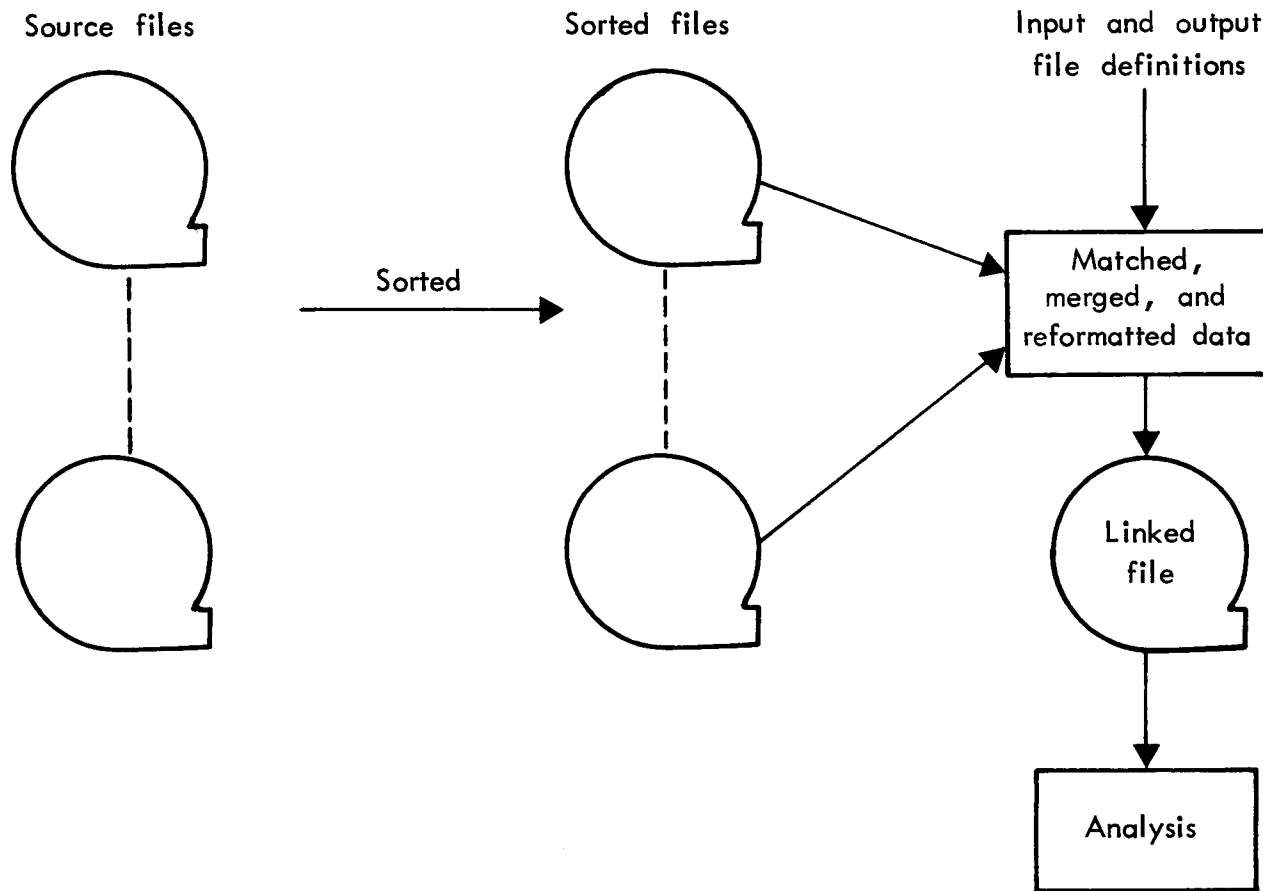 Source files
Sorted files
Input and output
file definitions
Sorted
Matched,
merged, and
reformatted data
Linked
file
Analysis